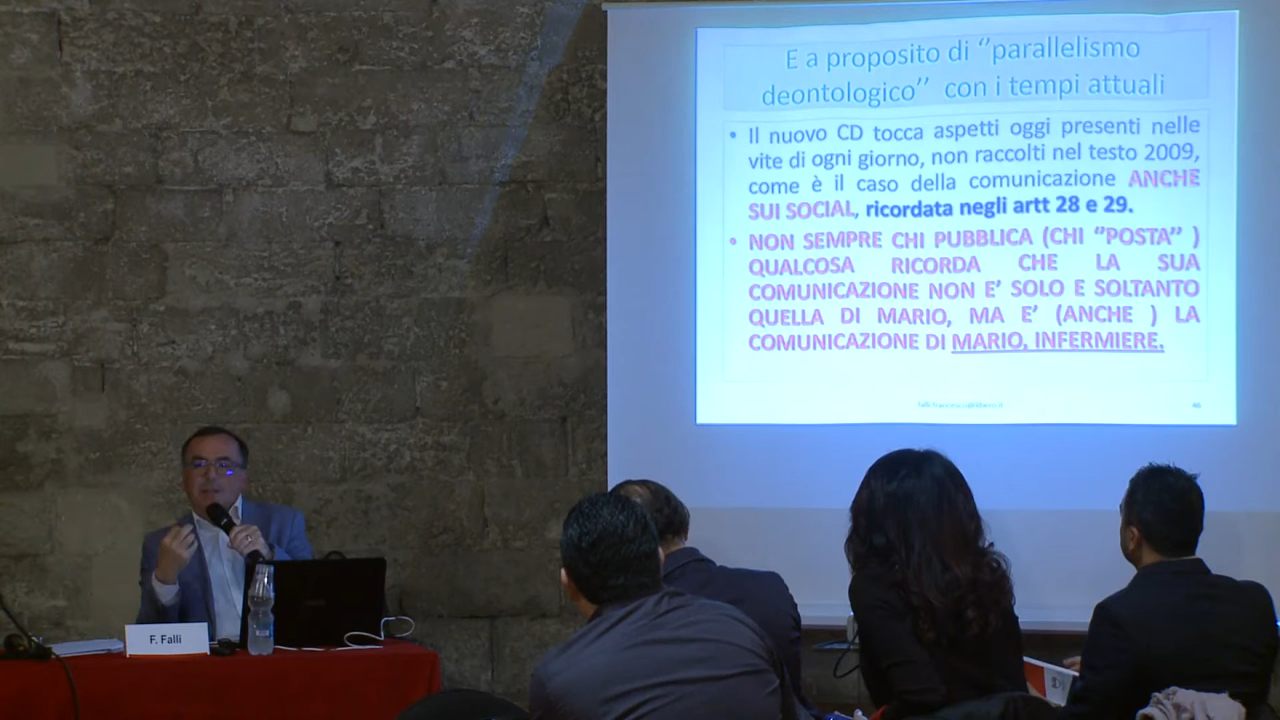 E a proposito di “parallelismo
deontologico” con i tempi attuali
• Il nuovo CD tocca aspetti oggi presenti nelle
vite di ogni giorno, non raccolti nel testo 2009,
come è il caso della comunicazione ANCHE
SUI SOCIAL, ricordata negli artt 28 e 29.
• NON SEMPRE CHI PUBBLICA (CHI “POSTA” )
QUALCOSA RICORDA CHE LA SUA
COMUNICAZIONE NON E’ SOLO E SOLTANTO
QUELLA DI MARIO, MA E’ (ANCHE ) LA
COMUNICAZIONE DI MARIO, INFERMIERE.
F. Falli